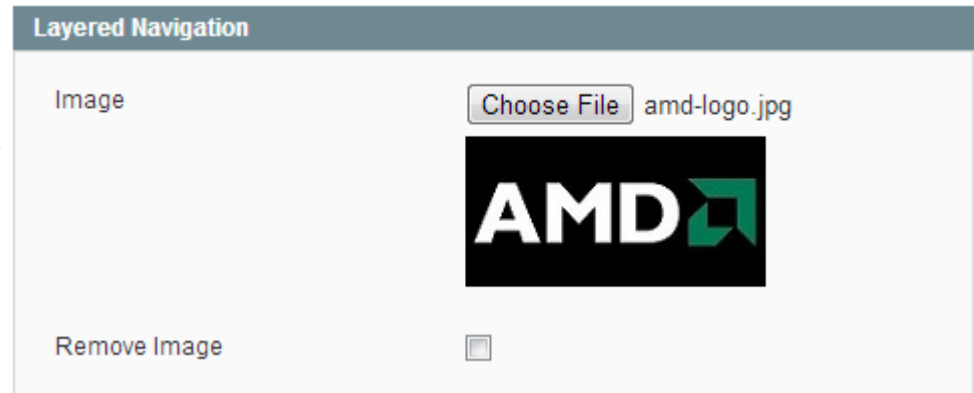 Layered Navigation
Image
Choose File amd-logo.jpg
AMD
Remove Image